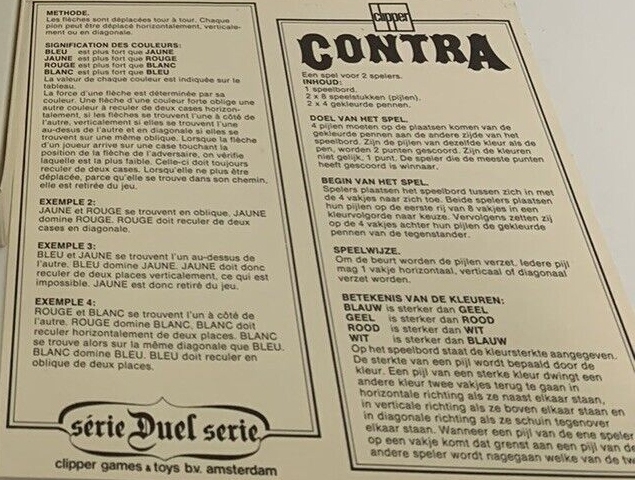 METHODE.
Les flèches sont déplacées tour à tour. Chaque
pion peut être déplacé horizontalement, verticale-
ment ou en diagonale.
SIGNIFICATION DES COULEURS:
BLEU est plus fort que JAUNE
JAUNE est plus fort que ROUGE
ROUGE est plus fort que BLANC
BLANC est plus fort que BLEU
La valeur de chaque couleur est indiquée sur le
tableau.
La force d'une flèche est déterminée par sa
couleur. Une flèche d'une couleur forte oblige une
autre couleur à reculer de deux cases horizon-
talement, si les flèches se trouvent l'une à côté de
l'autre, verticalement si elles se trouvent l'une
au-desus de l'autre et en diagonale si elles se
trouvent sur une même oblique. Lorsque la flèche
d'un joueur arrive sur une case touchant la
position de la flèche de l'adversaire, on vérifie
laquelle est la plus faible. Celle-ci doit toujours
reculer de deux cases. Lorsqu'elle ne plus être
déplacée, parce qu'elle se trouve dans son chemin,
elle est retirée du jeu.
EXEMPLE 2:
JAUNE et ROUGE se trouvent en oblique. JAUNE
domine ROUGE. ROUGE doit reculer de deux
cases en diagonale.
EXEMPLE 3:
BLEU et JAUNE se trouvent l'un au-dessus de
l'autre. BLEU domine JAUNE. JAUNE doit donc
reculer de deux places verticalement, ce qui est
impossible. JAUNE est donc retiré du jeu.
EXEMPLE 4:
ROUGE et BLANC se trouvent l'un à côté de
l'autre. ROUGE domine BLANC. BLANC doit
reculer horizontalement de deux places. BLANC
se trouve alors sur la même diagonale que BLEU.
BLANC domine BLEU. BLEU doit reculer en
oblique de deux places.
série Duel serie
clipper games & toys b.v. amsterdam
clipper
CONTRA
Een spel voor 2 spelers.
INHOUD:
1 speelbord.
2 x 8 speelstukken (pijlen).
2 x 4 gekleurde pennen.
DOEL VAN HET SPEL.
4 pijlen moeten op de plaatsen komen van de
gekleurde pennen aan de andere zijde van het
speelbord. Zijn de pijlen van dezelfde kleur als de
pen, worden 2 punten gescoord. Zijn de kleuren
niet gelijk, 1 punt. De speler die de meeste punten
heeft gescoord is winnaar.
BEGIN VAN HET SPEL.
Spelers plaatsen het speelbord tussen zich in met
de 4 vakjes naar zich toe. Beide spelers plaatsen
hun pijlen op de eerste rij van 8 vakjes in een
kleurvolgorde naar keuze. Vervolgens zetten zij
op de 4 vakjes achter hun pijlen de gekleurde
pennen van de tegenstander.
SPEELWIJZE.
Om de beurt worden de pijlen verzet. Iedere pijl
mag 1 vakje horizontaal, verticaal of diagonaal
verzet worden.
BETEKENIS VAN DE KLEUREN:
BLAUW is sterker dan GEEL
GEEL is sterker dan ROOD
ROOD is sterker dan WIT
WIT is sterker dan BLAUW
Op het speelbord staat de kleursterkte aangegeven.
De sterkte van een pijl wordt bepaald door de
kleur. Een pijl van een sterke kleur dwingt een
andere kleur twee vakjes terug te gaan in
horizontale richting als ze naast elkaar staan,
in verticale richting als ze boven elkaar staan en
in diagonale richting als ze schuin tegenover
elkaar staan. Wanneer een pijl van de ene speler
op een vakje komt dat grenst aan een pijl van de
andere speler wordt nagegaan welke van de tw